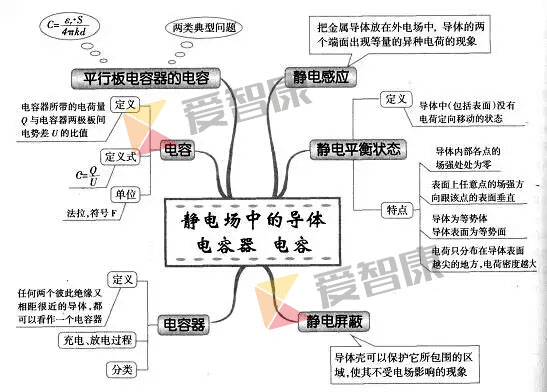 C=εr·S/4πkd
两类典型问题
平行板电容器的电容
电容器所带的电荷量
Q与电容器两极板间
电势差U的比值
定义
定义式
C=Q/U
单位
法拉,符号F
电容
静电场中的导体
电容器 电容
定义
任何两个彼此绝缘又
相距很近的导体,都
可以看作一个电容器
充电、放电过程
分类
电容器
把金属导体放在外电场中,导体的两
个端面出现等量的异种电荷的现象
静电感应
静电平衡状态
定义
导体中(包括表面)没有
电荷定向移动的状态
特点
导体内部各点的
场强处处为零
表面上任意点的场强方
向跟该点的表面垂直
导体为等势体
导体表面为等势面
电荷只分布在导体表面
越尖的地方,电荷密度越大
静电屏蔽
导体壳可以保护它所包围的区
域,使其不受电场影响的现象
爱智康
爱智康